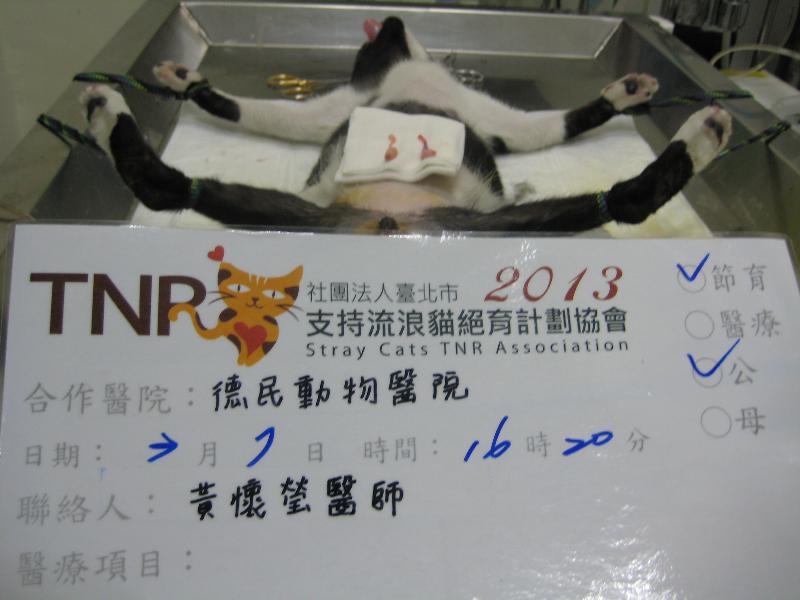 TNR
社團法人臺北市 2013
支持流浪貓絕育計劃協會
Stray Cats TNR Association
節育
醫療
公
母
合作醫院：德民動物醫院
日期： 月 7 日 時間：16 時 20 分
聯絡人：黃懷瑩醫師
醫療項目：